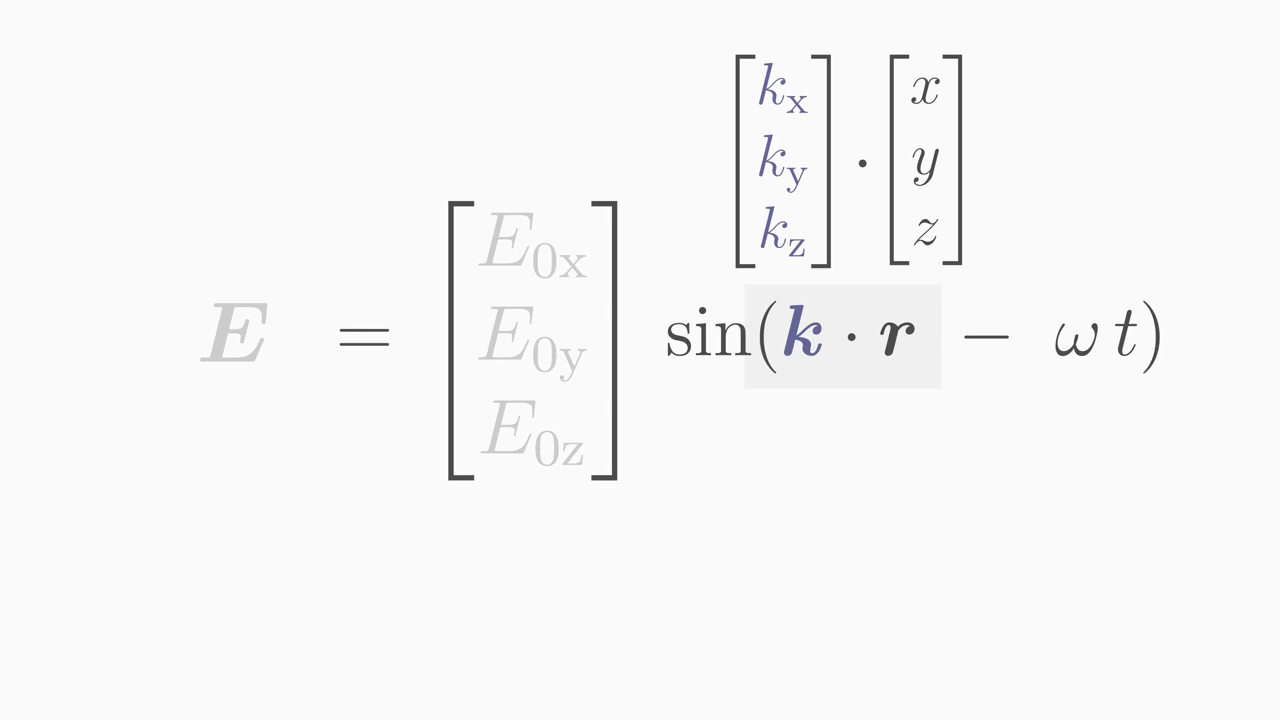 [k_x k_y k_z] · [x y z]
E = [E_0x E_0y E_0z] sin(k · r − ω t)